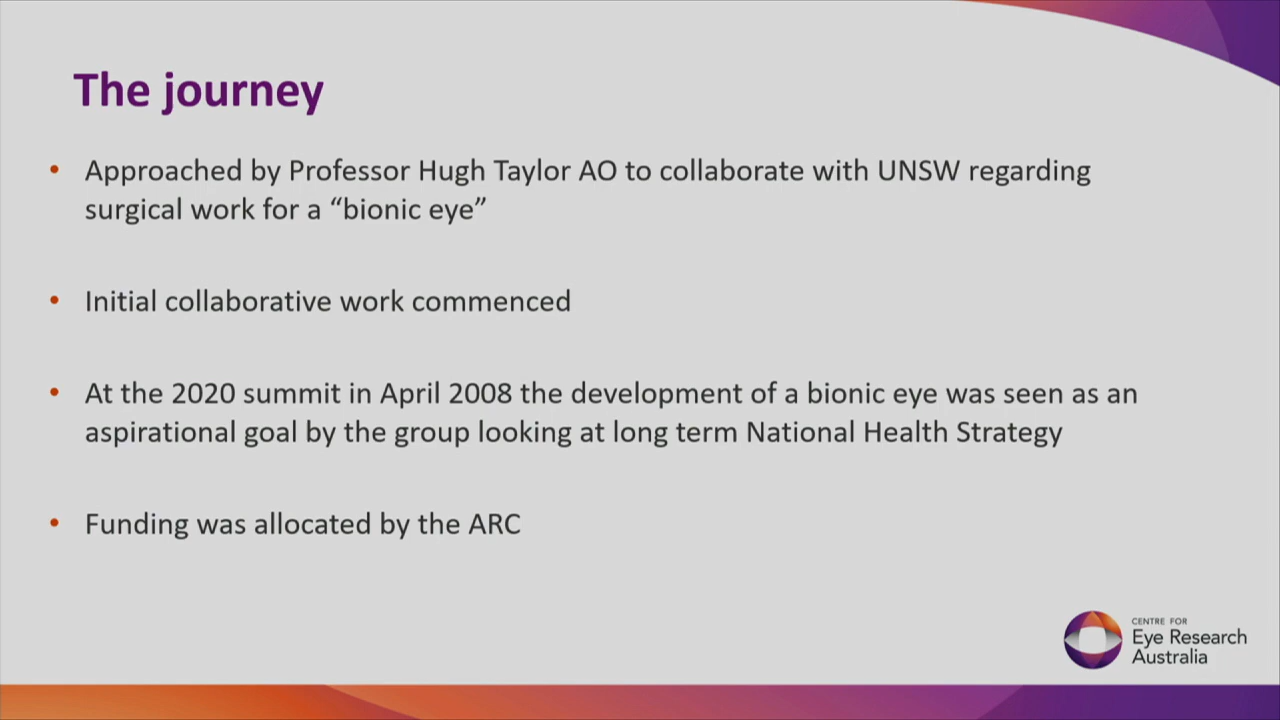 The journey
• Approached by Professor Hugh Taylor AO to collaborate with UNSW regarding
surgical work for a “bionic eye”
• Initial collaborative work commenced
• At the 2020 summit in April 2008 the development of a bionic eye was seen as an
aspirational goal by the group looking at long term National Health Strategy
• Funding was allocated by the ARC
CENTRE FOR
Eye Research
Australia